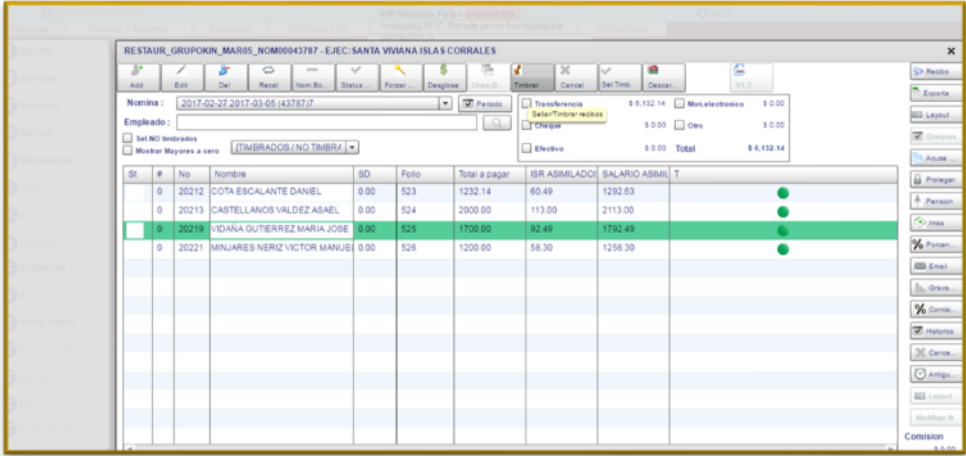 RESTAUR_GRUPOKIN_MAR05_NOM00043787 - EJEC:SANTA VIVIANA ISLAS CORRALES
Add Edit Del Recal Nom.Bo... Status ... Forzar ... Desglose Cheq.D... Timbrar Cancel Sel.Timb. Descar... V1.2
Nomina : 2017-02-27 2017-03-05 (43787)7 Periodo
Empleado :
Sel.NO timbrados
Mostrar Mayores a cero [TIMBRADOS / NO TIMBR
Transferencia $ 6,132.14 Mon.electronico $ 0.00
Sellar/Timbrar recibos
Cheque $ 0.00 Otro $ 0.00
Efectivo $ 0.00 Total $ 6,132.14
St # No Nombre SD Folio Total a pagar ISR ASIMILADO SALARIO ASIMIL T
0 20212 COTA ESCALANTE DANIEL 0.00 523 1232.14 60.49 1292.63
0 20213 CASTELLANOS VALDEZ ASAEL 0.00 524 2000.00 113.00 2113.00
0 20219 VIDAÑA GUTIERREZ MARIA JOSE 0.00 525 1700.00 92.49 1792.49
0 20221 MINJARES NERIZ VICTOR MANUEL 0.00 526 1200.00 58.30 1258.30
Recibo
Exporta
Layout
Cheques
Acuse ...
Proteger
Pension
Imss
Porcen...
Email
Grava...
Comisi...
Historico
Cance...
Antigu...
Layout
Modificar %
Comision
$ 0.00